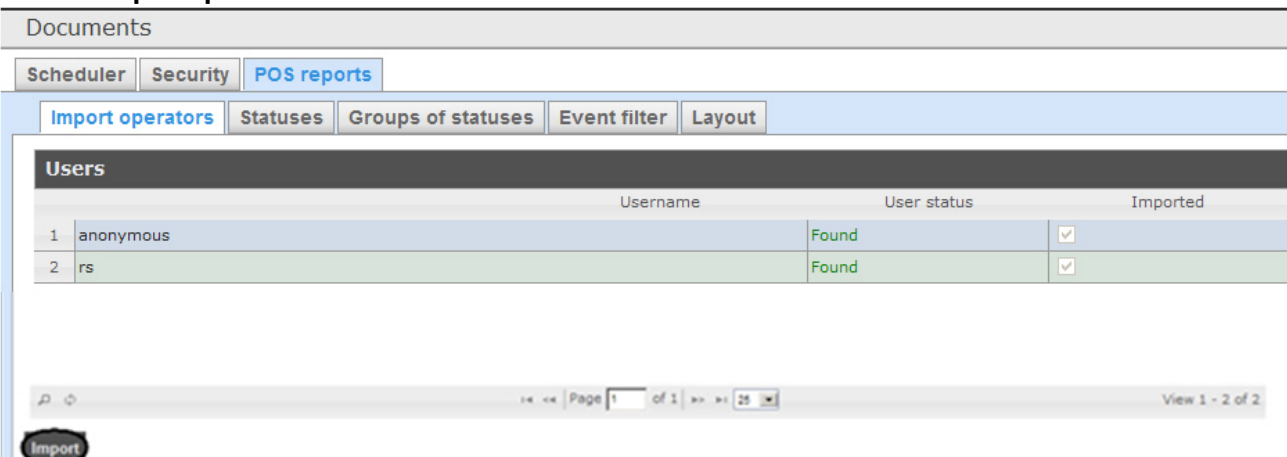 Documents
Scheduler Security POS reports
Import operators Statuses Groups of statuses Event filter Layout
Users
Username User status Imported
1 anonymous Found
2 rs Found
Page 1 of 1 25 View 1 - 2 of 2
Import